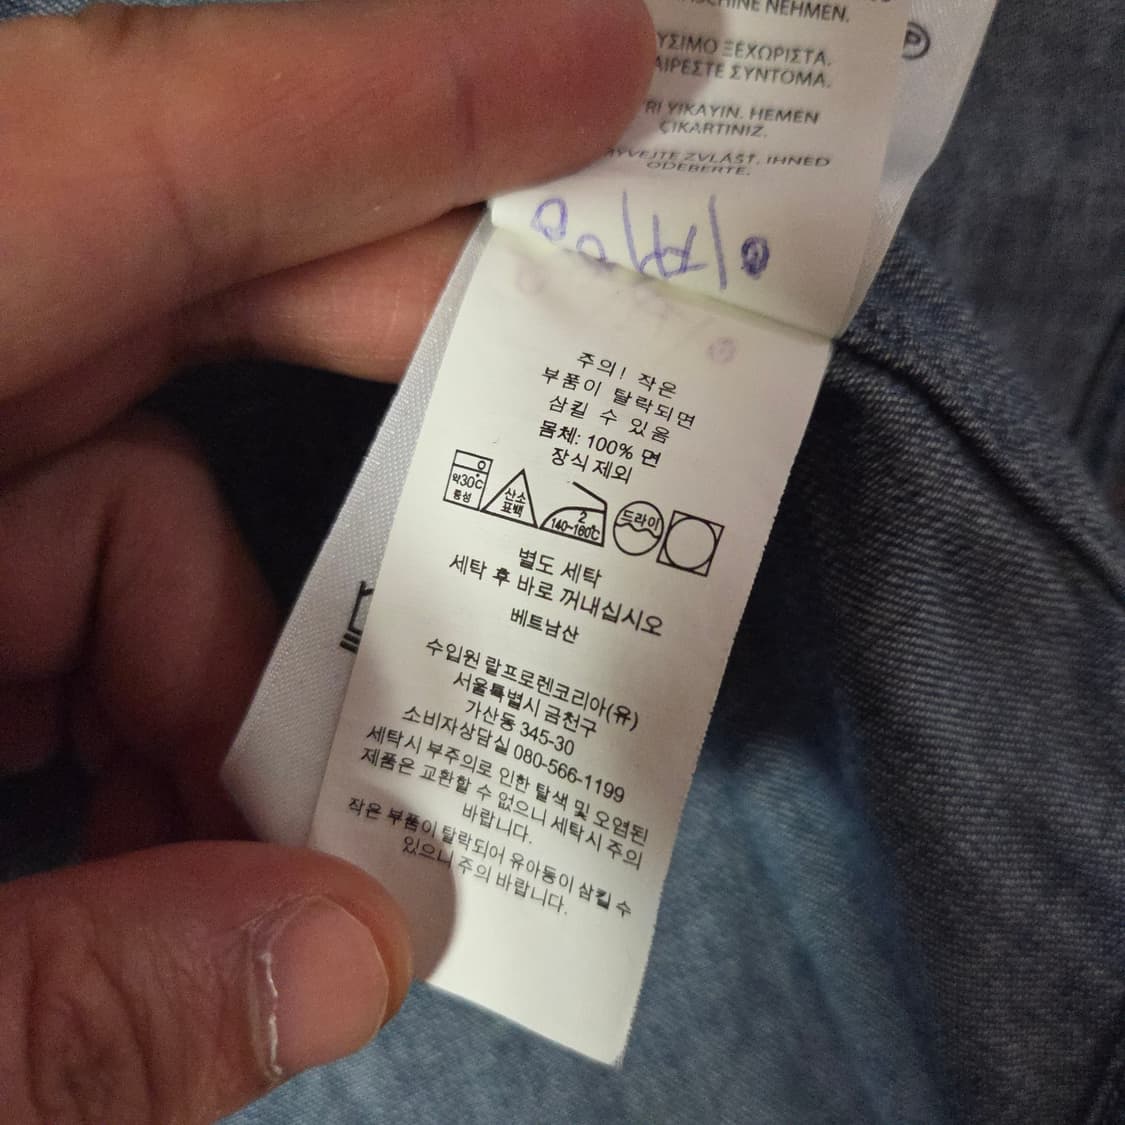 SCHINE NEHMEN.
ΥΣΙΜΟ ΞΕΧΩΡΙΣΤΑ.
ΑΙΡΕΣΤΕ ΣΥΝΤΟΜΑ.
RI YIKAYIN. HEMEN
ÇIKARTINIZ.
ZVLÁŠŤ. IHNED
ODEBERTE.
P
주의! 작은
부품이 탈락되면
삼킬 수 있음
몸체: 100% 면
장식 제외
약30℃
중성
산소
표백
2
140~160℃
드라이
별도 세탁
세탁 후 바로 꺼내십시오
베트남산
수입원 랄프로렌코리아(유)
서울특별시 금천구
가산동 345-30
소비자상담실 080-566-1199
세탁시 부주의로 인한 탈색 및 오염된
제품은 교환할 수 없으니 세탁시 주의
바랍니다.
작은 부품이 탈락되어 유아동이 삼킬 수
있으니 주의 바랍니다.